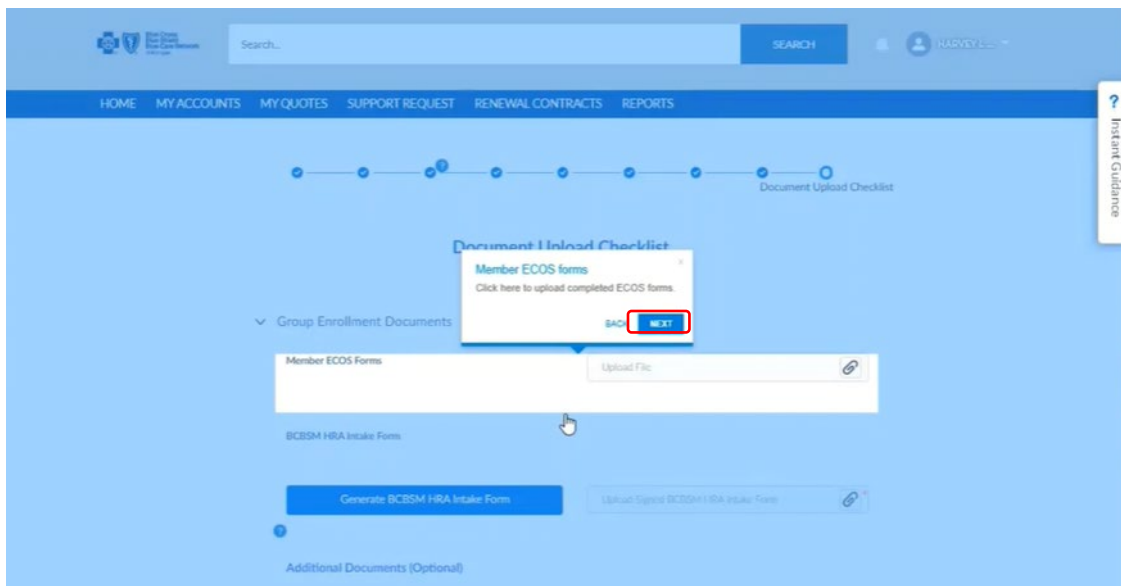 Search...
SEARCH
HOME MY ACCOUNTS MY QUOTES SUPPORT REQUEST RENEWAL CONTRACTS REPORTS
? Instant Guidance
?
Document Upload Checklist
Document Upload Checklist
Member ECOS forms
×
Click here to upload completed ECOS forms.
BACK NEXT
Group Enrollment Documents
Member ECOS Forms
Upload File
BCBSM HRA Intake Form
Generate BCBSM HRA Intake Form
Upload Signed BCBSM HRA Intake Form
*
?
Additional Documents (Optional)